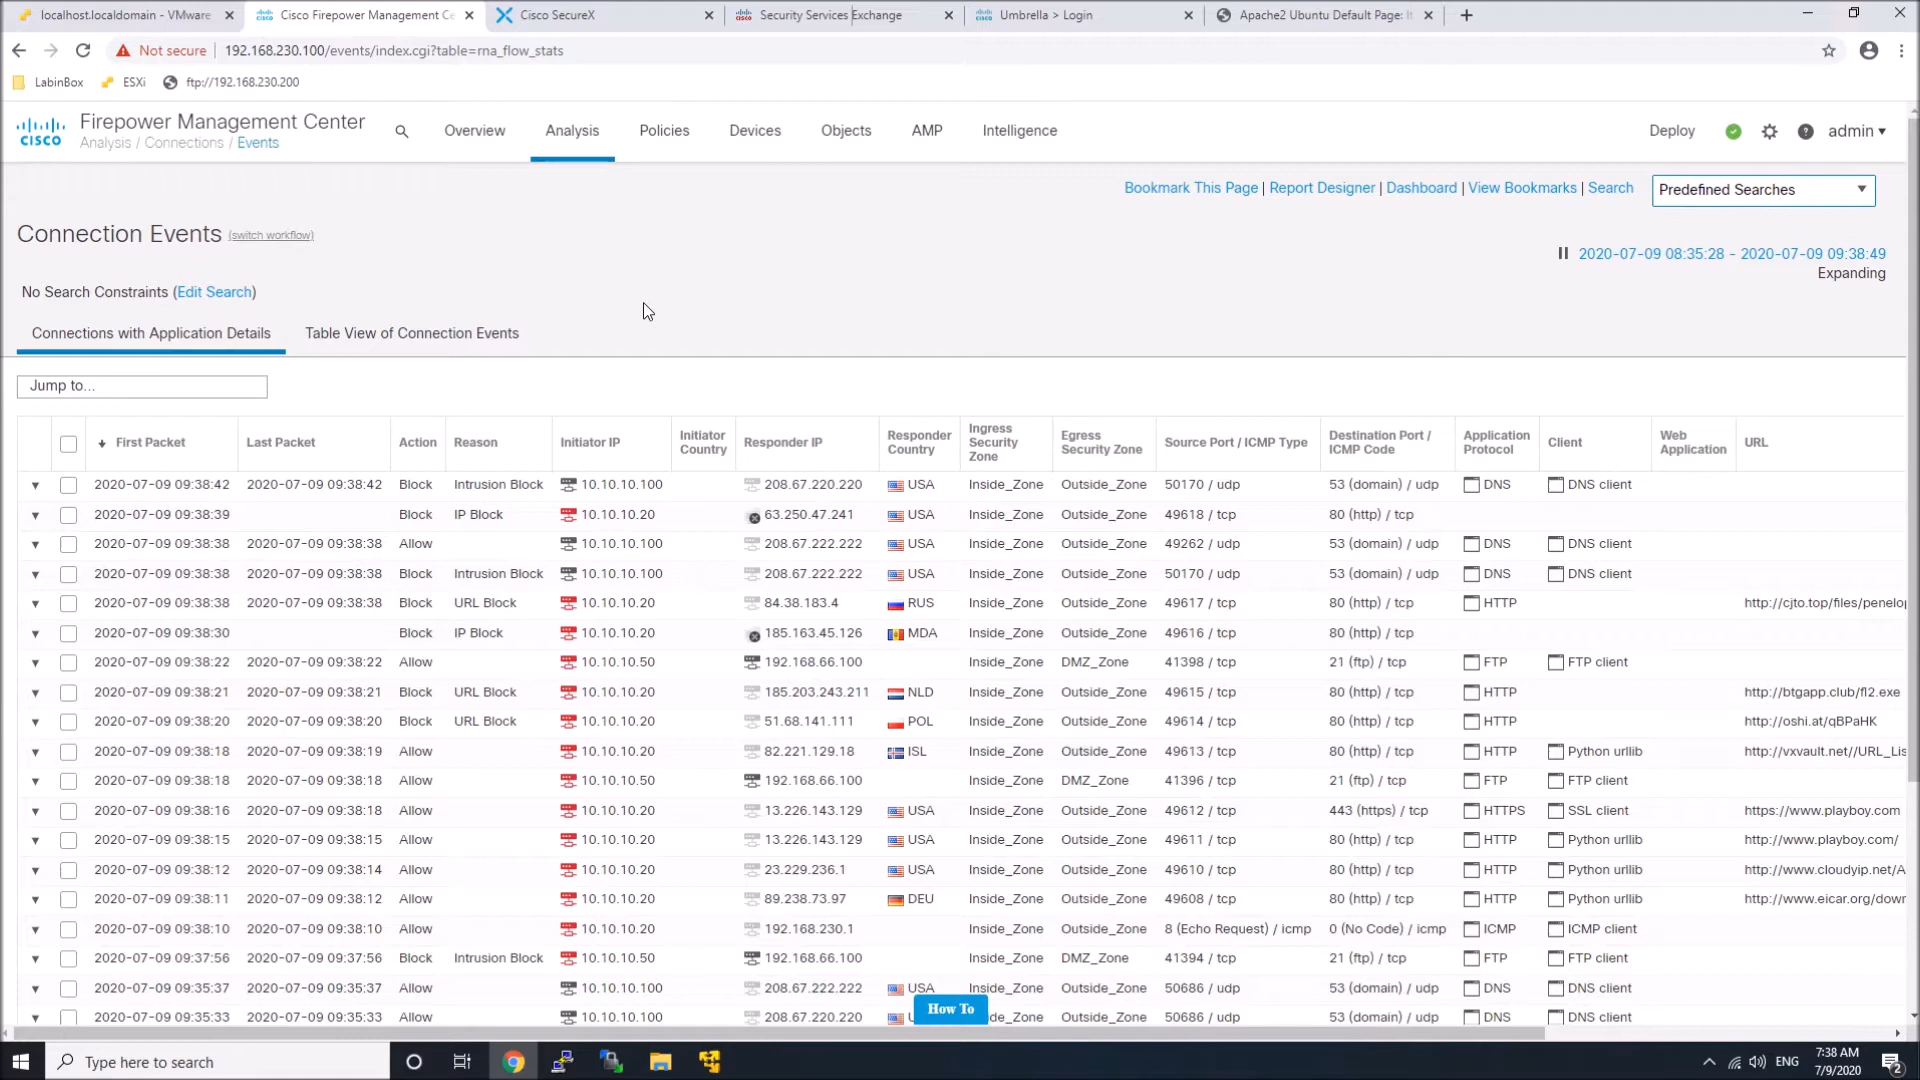 localhost.localdomain - VMware
Cisco Firepower Management Ce
Cisco SecureX
Security Services Exchange
Umbrella > Login
Apache2 Ubuntu Default Page: It
Not secure
192.168.230.100/events/index.cgi?table=rna_flow_stats
LabinBox
ESXi
ftp://192.168.230.200
cisco
Firepower Management Center
Analysis / Connections / Events
Overview
Analysis
Policies
Devices
Objects
AMP
Intelligence
Deploy
admin
Bookmark This Page | Report Designer | Dashboard | View Bookmarks | Search
Predefined Searches
Connection Events (switch workflow)
2020-07-09 08:35:28 - 2020-07-09 09:38:49
Expanding
No Search Constraints (Edit Search)
Connections with Application Details
Table View of Connection Events
Jump to...
First Packet Last Packet Action Reason Initiator IP Initiator Country Responder IP Responder Country Ingress Security Zone Egress Security Zone Source Port / ICMP Type Destination Port / ICMP Code Application Protocol Client Web Application URL
2020-07-09 09:38:42 2020-07-09 09:38:42 Block Intrusion Block 10.10.10.100 208.67.220.220 USA Inside_Zone Outside_Zone 50170 / udp 53 (domain) / udp DNS DNS client
2020-07-09 09:38:39 Block IP Block 10.10.10.20 63.250.47.241 USA Inside_Zone Outside_Zone 49618 / tcp 80 (http) / tcp
2020-07-09 09:38:38 2020-07-09 09:38:38 Allow 10.10.10.100 208.67.222.222 USA Inside_Zone Outside_Zone 49262 / tcp 53 (domain) / udp DNS DNS client
2020-07-09 09:38:38 2020-07-09 09:38:38 Block Intrusion Block 10.10.10.100 208.67.222.222 USA Inside_Zone Outside_Zone 50170 / udp 53 (domain) / udp DNS DNS client
2020-07-09 09:38:38 2020-07-09 09:38:38 Block URL Block 10.10.10.20 84.38.183.4 RUS Inside_Zone Outside_Zone 49617 / tcp 80 (http) / tcp HTTP http://cjto.top/files/penelop
2020-07-09 09:38:30 Block IP Block 10.10.10.20 185.163.45.126 MDA Inside_Zone Outside_Zone 49616 / tcp 80 (http) / tcp
2020-07-09 09:38:22 2020-07-09 09:38:22 Allow 10.10.10.50 192.168.66.100 Inside_Zone DMZ_Zone 41398 / tcp 21 (ftp) / tcp FTP FTP client
2020-07-09 09:38:21 2020-07-09 09:38:21 Block URL Block 10.10.10.20 185.203.243.211 NLD Inside_Zone Outside_Zone 49615 / tcp 80 (http) / tcp HTTP http://btgapp.club/fl2.exe
2020-07-09 09:38:20 2020-07-09 09:38:20 Block URL Block 10.10.10.20 51.68.141.111 POL Inside_Zone Outside_Zone 49614 / tcp 80 (http) / tcp HTTP http://oshi.at/qBPaHK
2020-07-09 09:38:18 2020-07-09 09:38:19 Allow 10.10.10.20 82.221.129.18 ISL Inside_Zone Outside_Zone 49613 / tcp 80 (http) / tcp HTTP Python urllib http://vxvault.net//URL_Lis
2020-07-09 09:38:18 2020-07-09 09:38:18 Allow 10.10.10.50 192.168.66.100 Inside_Zone DMZ_Zone 41396 / tcp 21 (ftp) / tcp FTP FTP client
2020-07-09 09:38:16 2020-07-09 09:38:18 Allow 10.10.10.20 13.226.143.129 USA Inside_Zone Outside_Zone 49612 / tcp 443 (https) / tcp HTTPS SSL client https://www.playboy.com
2020-07-09 09:38:15 2020-07-09 09:38:15 Allow 10.10.10.20 13.226.143.129 USA Inside_Zone Outside_Zone 49611 / tcp 80 (http) / tcp HTTP Python urllib http://www.playboy.com/
2020-07-09 09:38:12 2020-07-09 09:38:14 Allow 10.10.10.20 23.229.236.1 USA Inside_Zone Outside_Zone 49610 / tcp 80 (http) / tcp HTTP Python urllib http://www.cloudyip.net/A
2020-07-09 09:38:11 2020-07-09 09:38:12 Allow 10.10.10.20 89.238.73.97 DEU Inside_Zone Outside_Zone 49608 / tcp 80 (http) / tcp HTTP Python urllib http://www.eicar.org/dowr
2020-07-09 09:38:10 2020-07-09 09:38:10 Allow 10.10.10.20 192.168.230.1 Inside_Zone Outside_Zone 8 (Echo Request) / icmp 0 (No Code) / icmp ICMP ICMP client
2020-07-09 09:37:56 2020-07-09 09:37:56 Block Intrusion Block 10.10.10.50 192.168.66.100 Inside_Zone DMZ_Zone 41394 / tcp 21 (ftp) / tcp FTP FTP client
2020-07-09 09:35:37 2020-07-09 09:35:37 Allow 10.10.10.100 208.67.222.222 USA Inside_Zone Outside_Zone 50686 / udp 53 (domain) / udp DNS DNS client
2020-07-09 09:35:33 2020-07-09 09:35:33 Allow 10.10.10.100 208.67.220.220 de_Zone Outside_Zone 50686 / udp 53 (domain) / udp DNS DNS client
How To
Type here to search
ENG
7:38 AM
7/9/2020
2